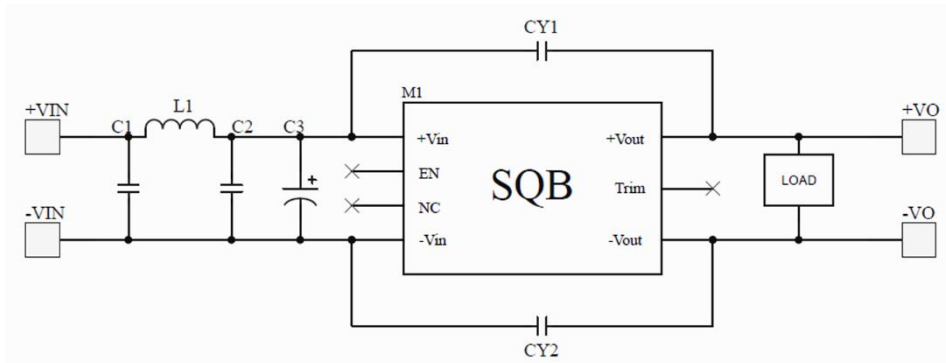 CY1
M1
+VIN
C1
L1
C2
C3
+
+Vin
+Vout
+VO
EN
SQB
Trim
LOAD
NC
-VIN
-Vin
-Vout
-VO
CY2